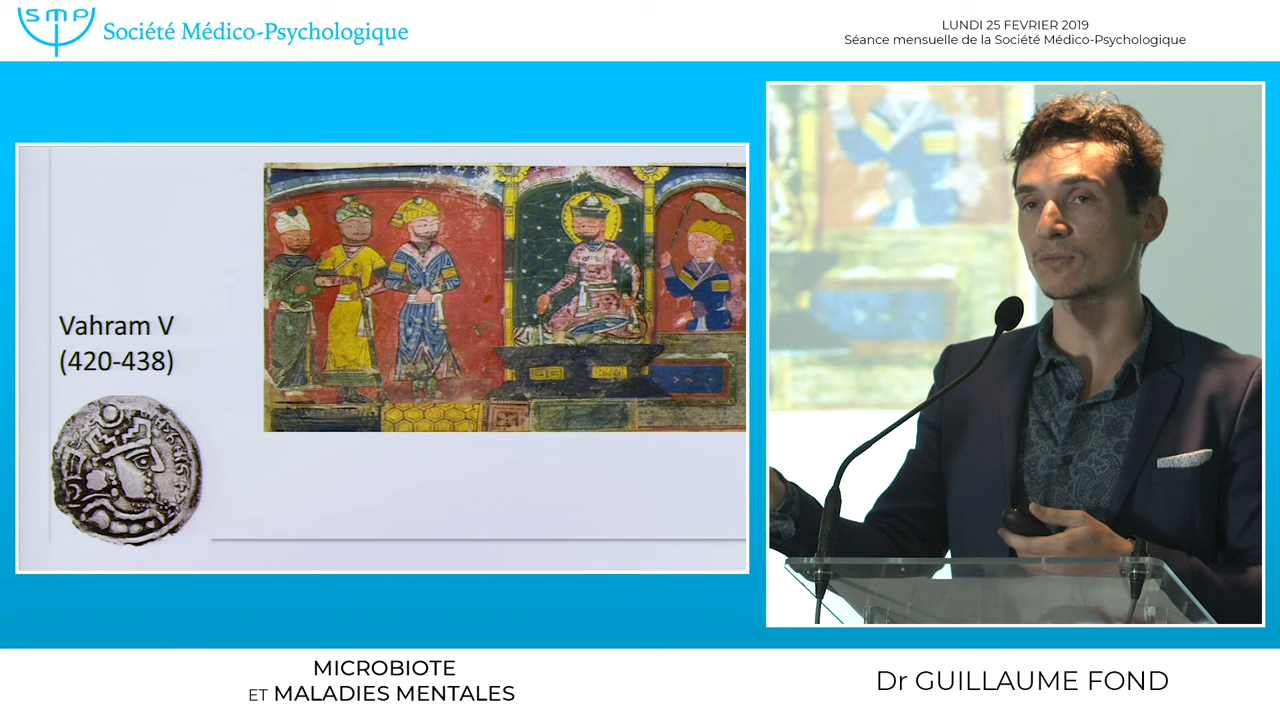 SMP
Société Médico-Psychologique
LUNDI 25 FEVRIER 2019
Séance mensuelle de la Société Médico-Psychologique
Vahram V
(420-438)
MICROBIOTE
ET MALADIES MENTALES
Dr GUILLAUME FOND